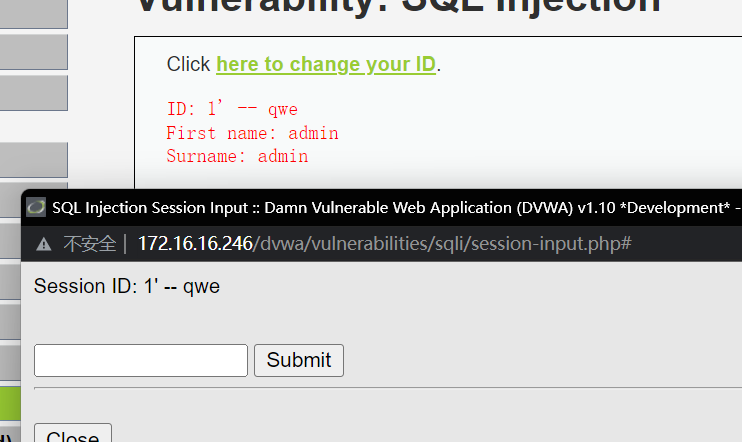 Vulnerability: SQL Injection
Click here to change your ID.
ID: 1' -- qwe
First name: admin
Surname: admin
SQL Injection Session Input :: Damn Vulnerable Web Application (DVWA) v1.10 *Development* -
不安全 | 172.16.16.246/dvwa/vulnerabilities/sqli/session-input.php#
Session ID: 1' -- qwe
Submit
Close